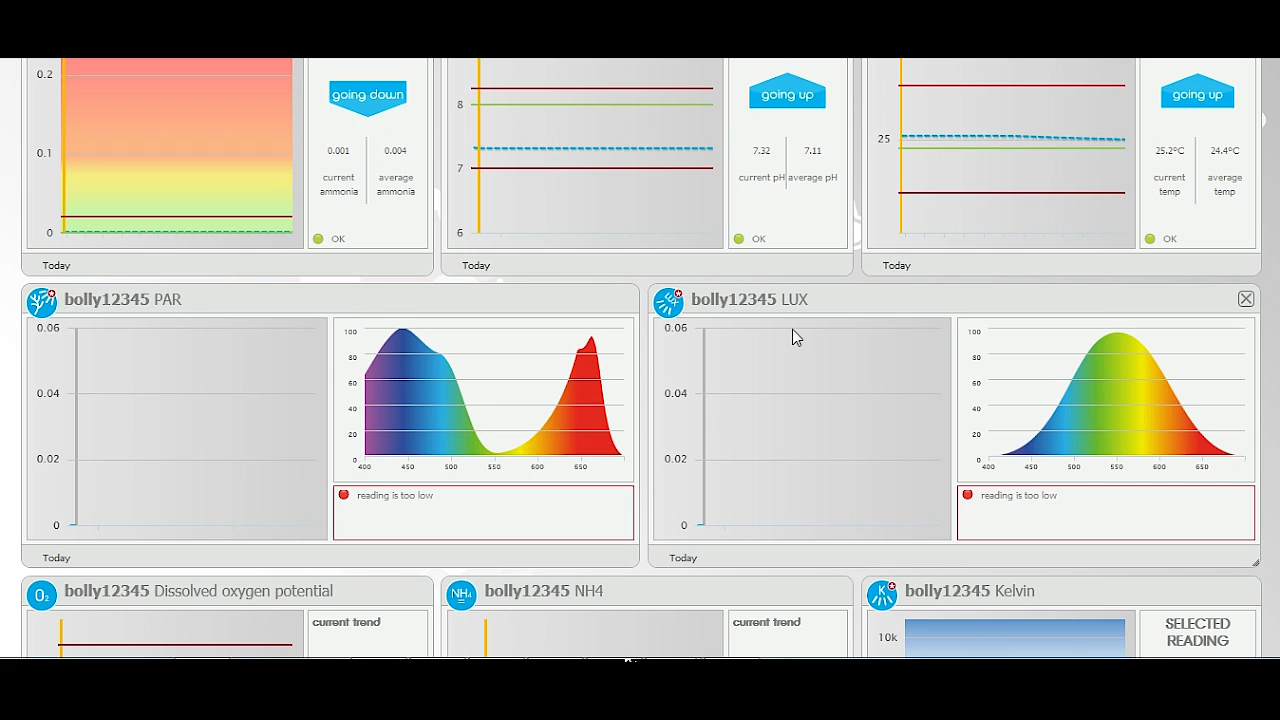 0.2
0.1
0
going down
0.001 0.004
current average
ammonia ammonia
OK
Today
8
7
6
going up
7.32 7.11
current pH average pH
OK
Today
25
going up
25.2ºC 24.4ºC
current average
temp temp
OK
Today
bolly12345 PAR
0.06
0.04
0.02
0
100
80
60
40
20
0
400 450 500 550 600 650
reading is too low
Today
LUX
bolly12345 LUX
0.06
0.04
0.02
0
100
80
60
40
20
0
400 450 500 550 600 650
reading is too low
Today
O2
bolly12345 Dissolved oxygen potential
current trend
NH4
bolly12345 NH4
current trend
K
bolly12345 Kelvin
10k
SELECTED
READING